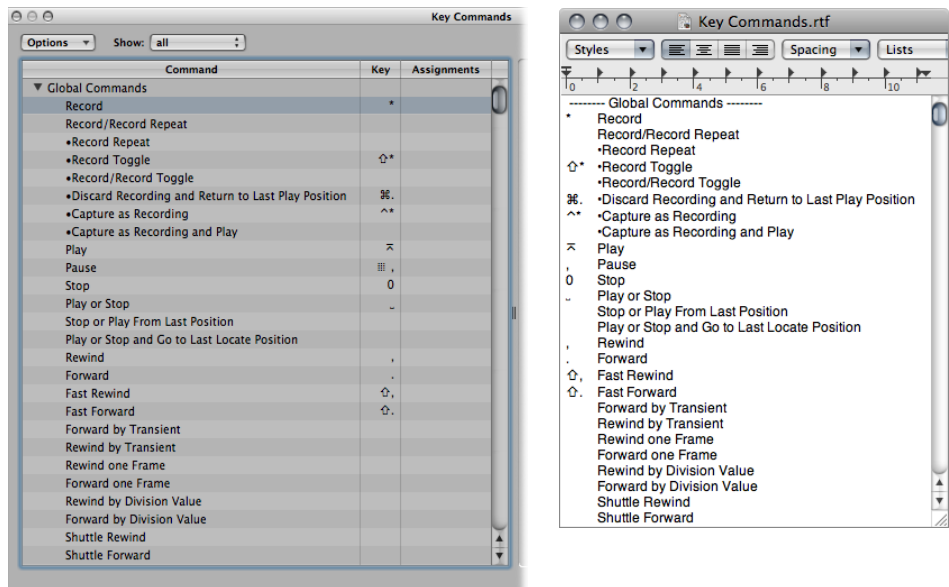 Key Commands
Options Show: all
Command Key Assignments
Global Commands
Record *
Record/Record Repeat
•Record Repeat
•Record Toggle ⇧*
•Record/Record Toggle
•Discard Recording and Return to Last Play Position ⌘.
•Capture as Recording ^*
•Capture as Recording and Play
Play ⌅
Pause ,
Stop 0
Play or Stop ⎵
Stop or Play From Last Position
Play or Stop and Go to Last Locate Position
Rewind ,
Forward .
Fast Rewind ⇧,
Fast Forward ⇧.
Forward by Transient
Rewind by Transient
Rewind one Frame
Forward one Frame
Rewind by Division Value
Forward by Division Value
Shuttle Rewind
Shuttle Forward
Key Commands.rtf
Styles Spacing Lists
0 2 4 6 8 10
-------- Global Commands --------
* Record
Record/Record Repeat
•Record Repeat
⇧* •Record Toggle
•Record/Record Toggle
⌘. •Discard Recording and Return to Last Play Position
^* •Capture as Recording
•Capture as Recording and Play
⌅ Play
, Pause
0 Stop
⎵ Play or Stop
Stop or Play From Last Position
Play or Stop and Go to Last Locate Position
, Rewind
. Forward
⇧, Fast Rewind
⇧. Fast Forward
Forward by Transient
Rewind by Transient
Rewind one Frame
Forward one Frame
Rewind by Division Value
Forward by Division Value
Shuttle Rewind
Shuttle Forward